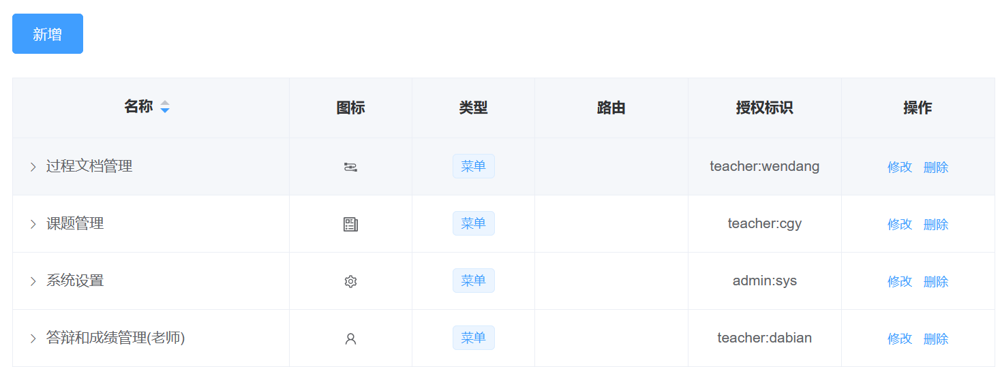 新增
名称 图标 类型 路由 授权标识 操作
过程文档管理 菜单 teacher:wendang 修改 删除
课题管理 菜单 teacher:cgy 修改 删除
系统设置 菜单 admin:sys 修改 删除
答辩和成绩管理(老师) 菜单 teacher:dabian 修改 删除